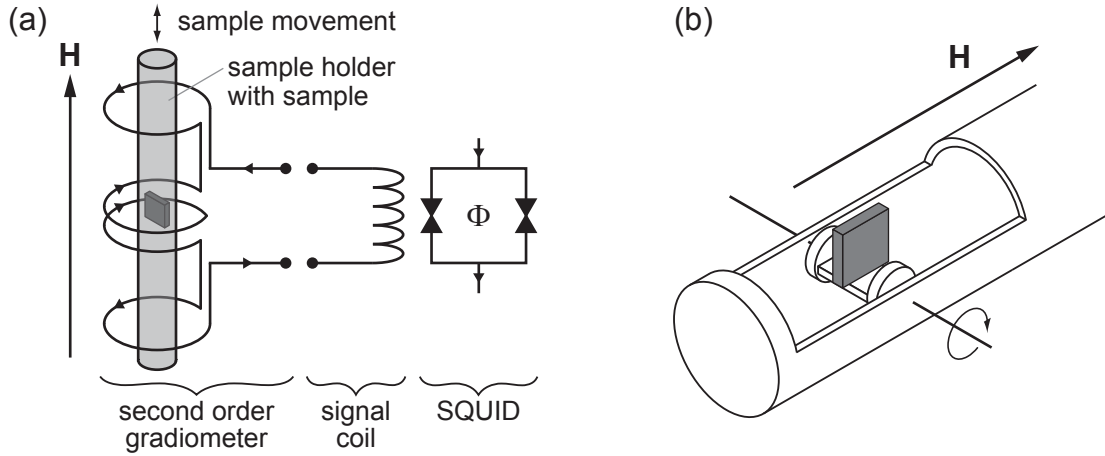 (a)
sample movement
H
sample holder
with sample
Φ
second order
gradiometer
signal
coil
SQUID
(b)
H